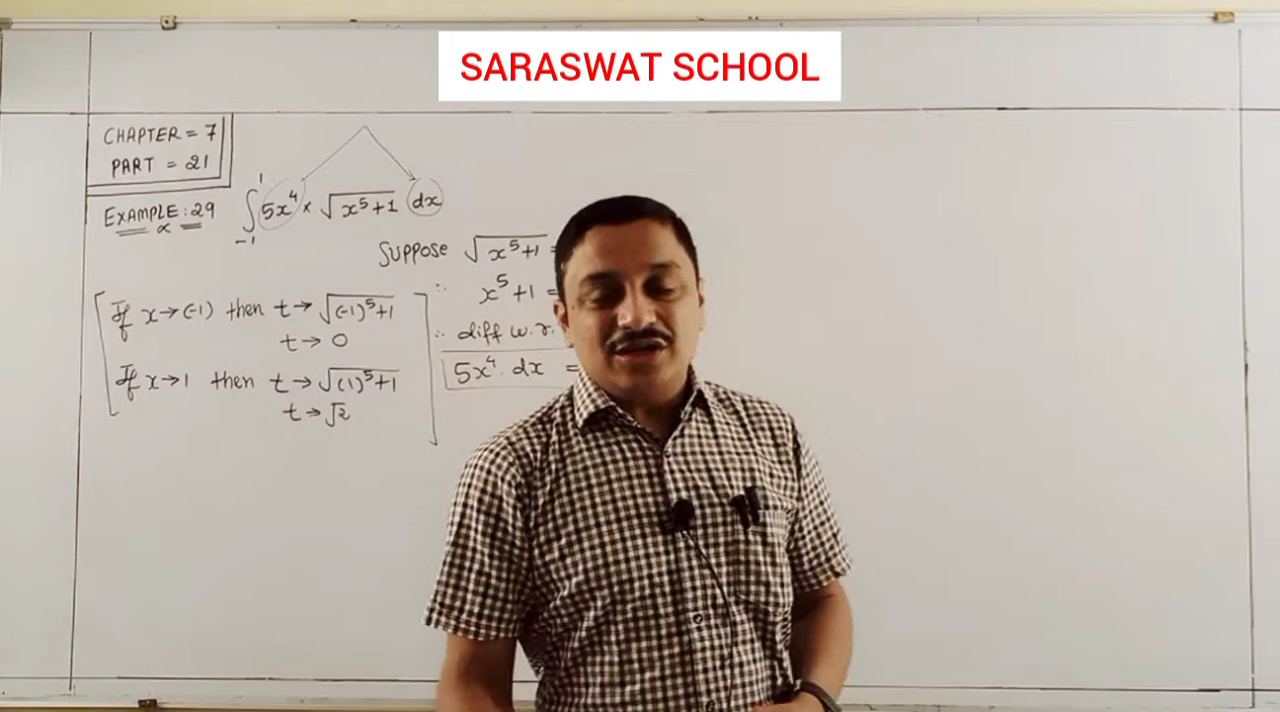 SARASWAT SCHOOL
CHAPTER = 7
PART = 21
EXAMPLE: 29
∫₋₁¹ 5x⁴ × √(x⁵+1) dx
SUPPOSE √(x⁵+1) =
∴ x⁵+1 =
∴ diff w.r.
5x⁴. dx =
If x→(-1) then t→√((-1)⁵+1)
t→0
If x→1 then t→√((1)⁵+1)
t→√2